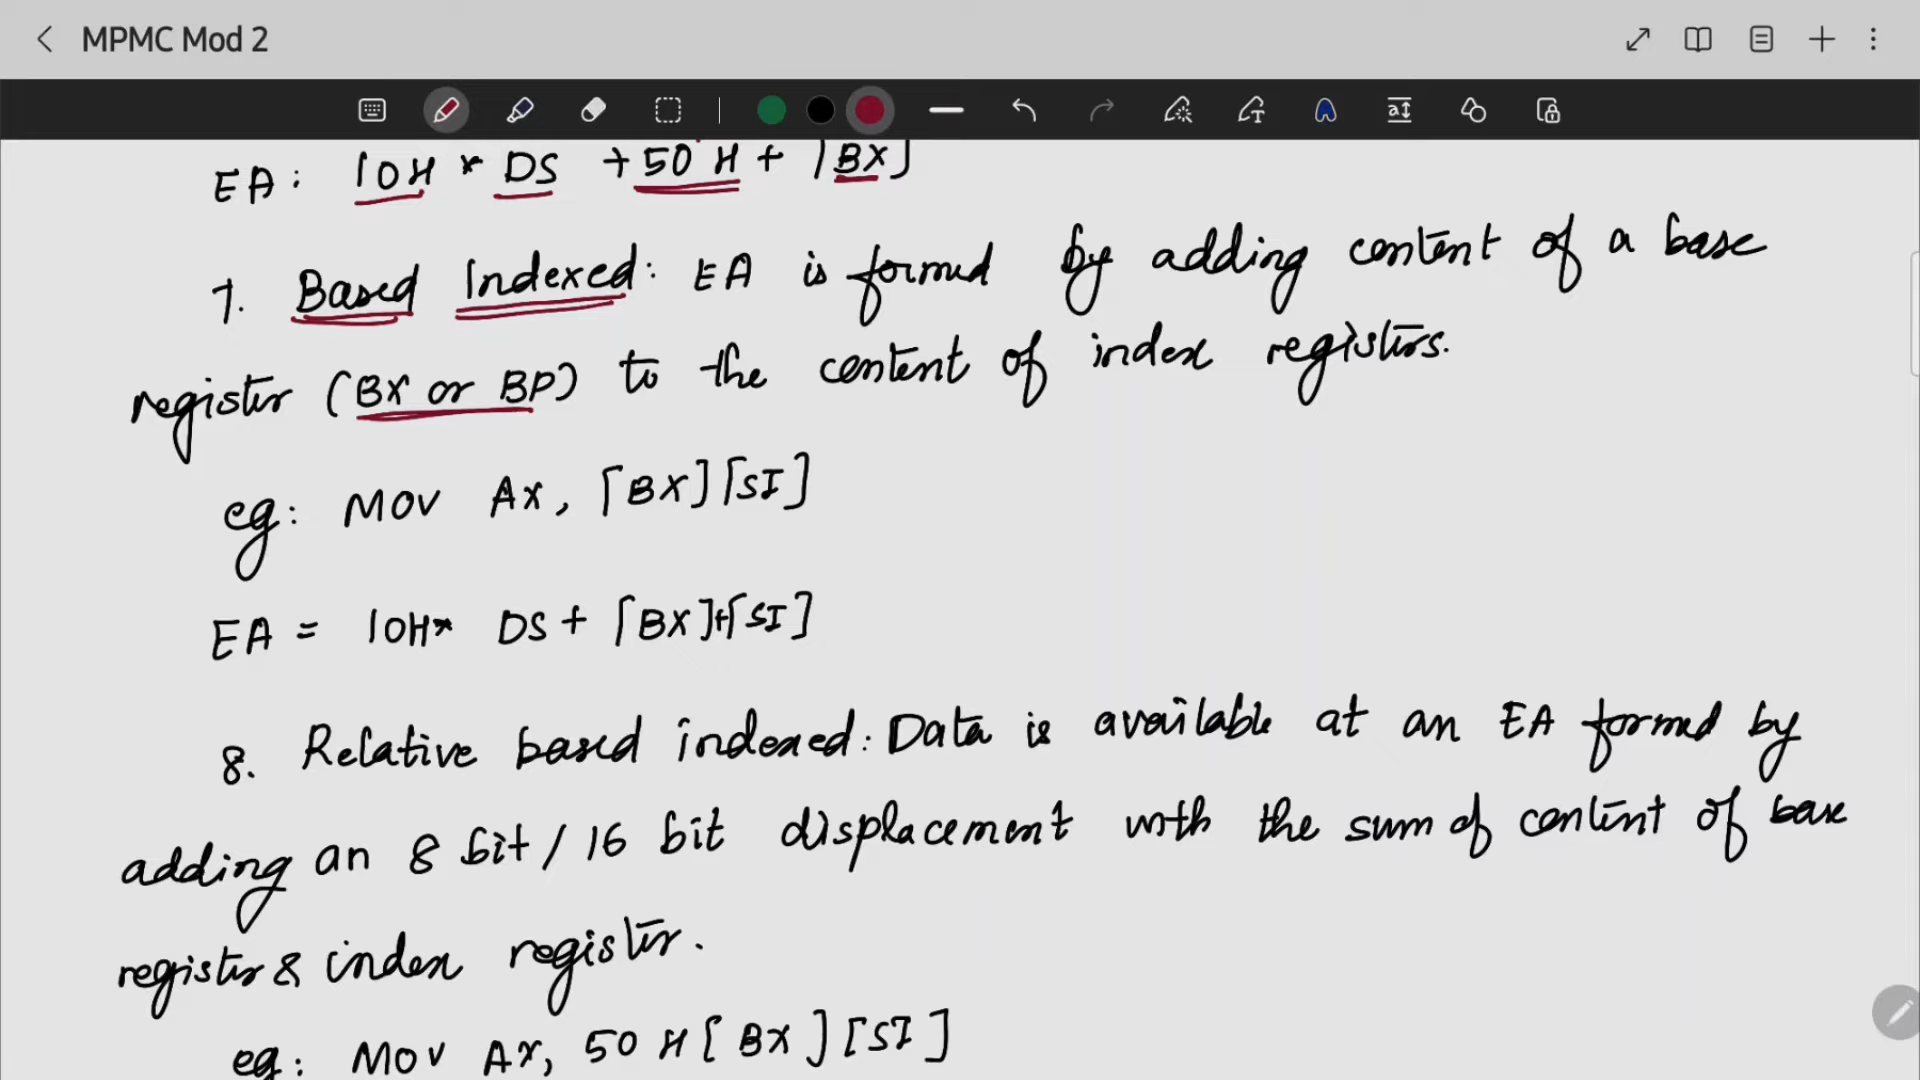 MPMC Mod 2
EA: 10H * DS + 50 H + [BX]
7. Based Indexed: EA is formed by adding content of a base
register (BX or BP) to the content of index registers.
eg: MOV AX, [BX][SI]
EA = 10H* DS + [BX]+[SI]
8. Relative based indexed: Data is available at an EA formed by
adding an 8 bit / 16 bit displacement with the sum of content of base
register & index register.
eg: MOV AX, 50 H [BX][SI]